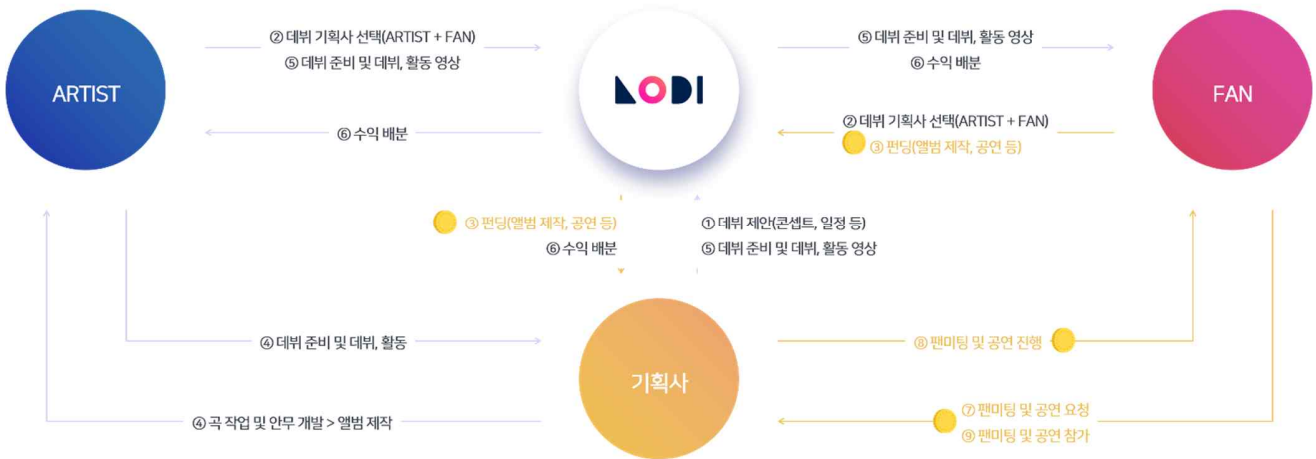 ② 데뷔 기획사 선택(ARTIST + FAN)
⑤ 데뷔 준비 및 데뷔, 활동 영상
⑤ 데뷔 준비 및 데뷔, 활동 영상
⑥ 수익 배분
ARTIST
NODI
FAN
⑥ 수익 배분
② 데뷔 기획사 선택(ARTIST + FAN)
③ 펀딩(앨범 제작, 공연 등)
③ 펀딩(앨범 제작, 공연 등)
⑥ 수익 배분
① 데뷔 제안(콘셉트, 일정 등)
⑤ 데뷔 준비 및 데뷔, 활동 영상
④ 데뷔 준비 및 데뷔, 활동
⑧ 팬미팅 및 공연 진행
기획사
④ 곡 작업 및 안무 개발 > 앨범 제작
⑦ 팬미팅 및 공연 요청
⑨ 팬미팅 및 공연 참가